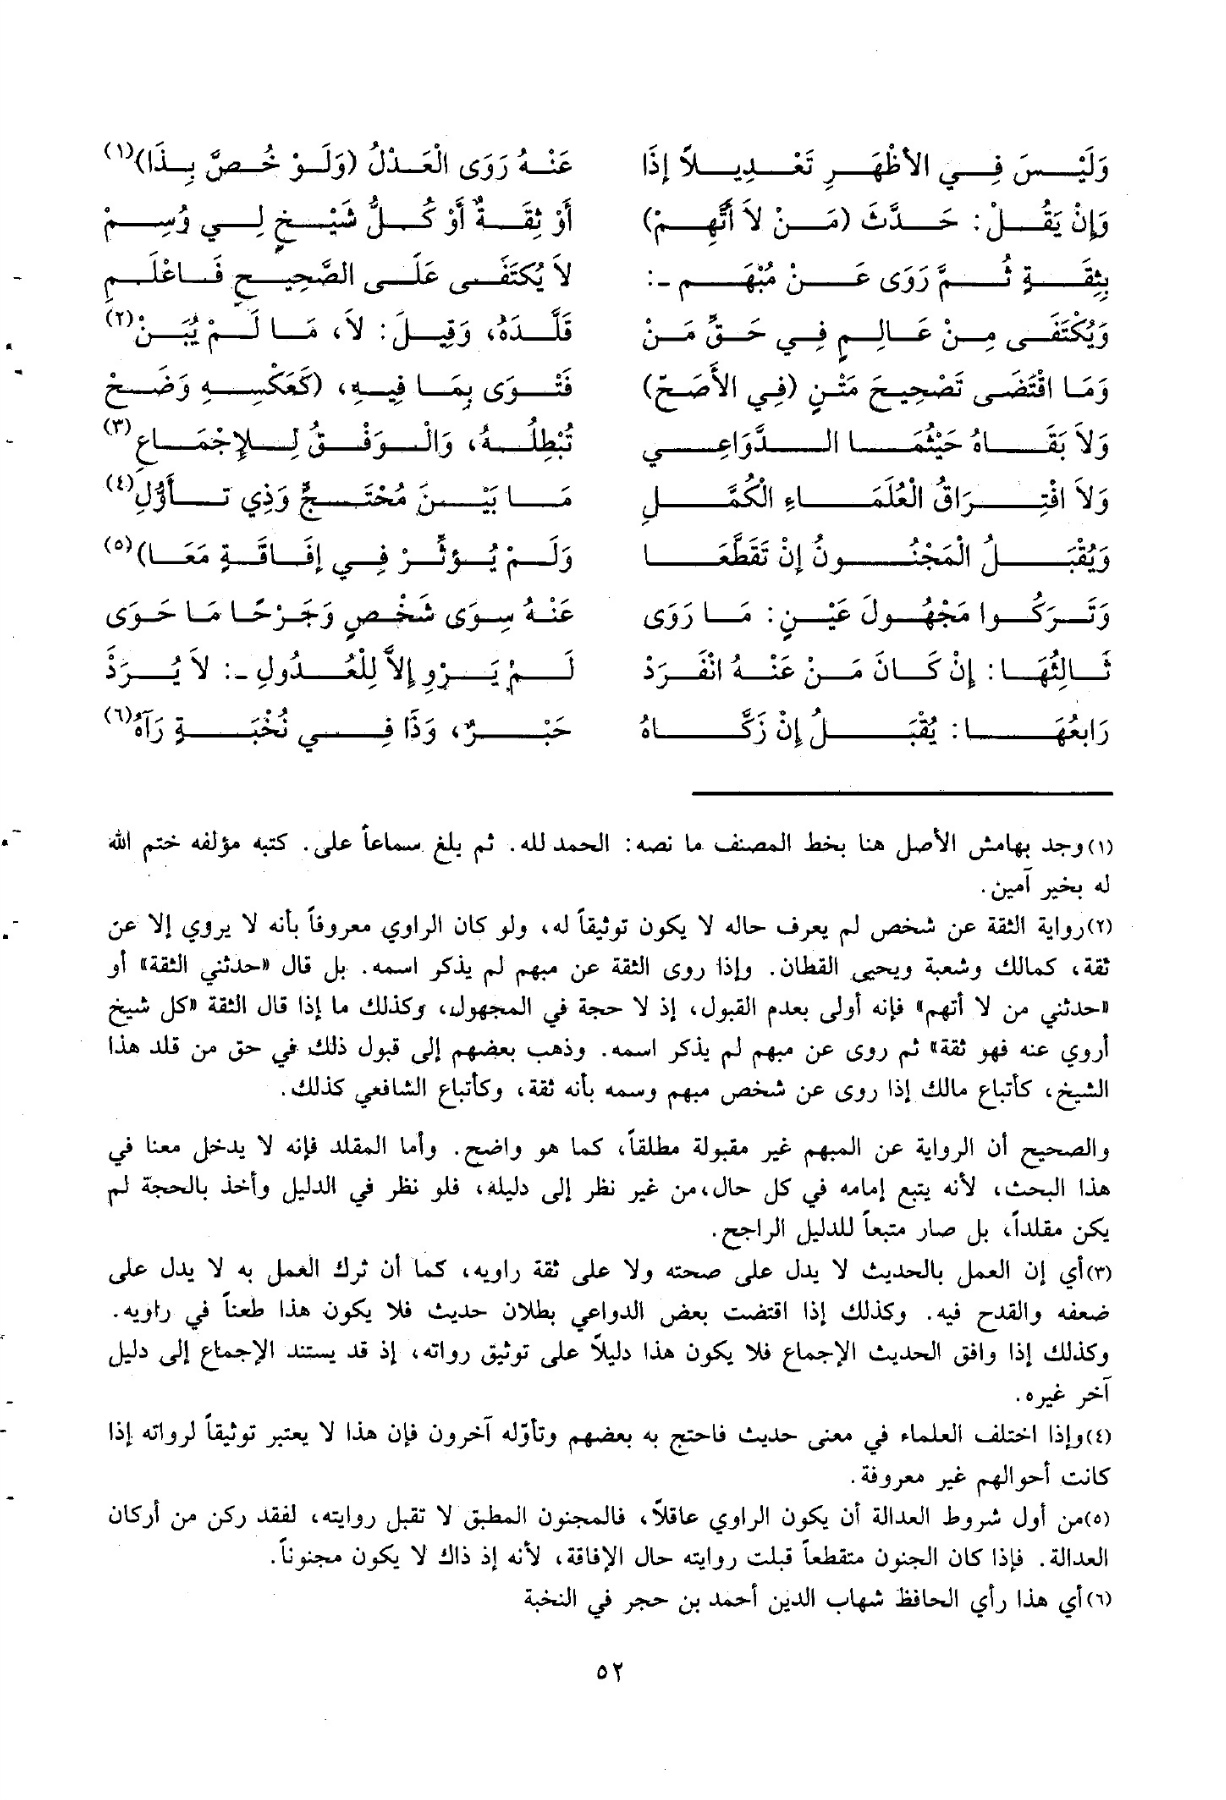 وَلَيْسَ فِي الأَظْهَرِ تَعْدِيلاً إذَا عَنْهُ رَوَى الْعَدْلُ (وَلَوْ خُصَّ بِذَا)(١)
وَإِنْ يَقُلْ: حَدَّثَ (مَنْ لاَ أتَّهِمْ) أَوْ ثِقَةٌ أَوْ كُلُّ شَيْخٍ لِي وُسِمْ
بِثِقَةٍ ثُمَّ رَوَى عَنْ مُبْهَمِ -: لاَ يُكتَفَى عَلَى الصَّحِيحِ فَاعْلَمِ
وَيُكْتَفَى مِنْ عَالِمٍ فِي حَقِّ مَنْ قَلَّدَهُ، وَقِيلَ: لاَ، مَا لَمْ يُبَنْ(٢)
وَمَا اقْتَضَى تَصْحِيحَ مَتْنٍ (فِي الأَصَحّ) فَتْوَى بِمَا فِيهِ، (كَعَكْسِهِ وَضَحْ
وَلاَ بَقَاهُ حَيْثُمَا الدَّوَاعِي تُبْطِلُهُ، وَالْوَفْقُ لِلإِجْمَاعِ(٣)
وَلاَ افْتِرَاقُ الْعُلَمَاءِ الْكُمَّلِ مَا بَيْنَ مُحْتَجٍّ وَذِي تَأَوُّلِ(٤)
وَيُقْبَلُ الْمَجْنُونُ إنْ تَقَطَّعَا وَلَمْ يُؤثِّرْ فِي إفَاقَةٍ مَعَا)(٥)
وَتَرَكُوا مَجْهُولَ عَيْنٍ: مَا رَوَى عَنْهُ سِوَى شَخْصٍ وَجَرْحًا مَا حَوَى
ثَالِثُهَا: إنْ كَانَ مَنْ عَنْهُ انْفَرَدْ لَمْ يَرْوِ إلاَّ لِلْعُدُولِ -: لاَ يُرَدّْ
رَابِعُهَا: يُقْبَلُ إنْ زَكَّاهُ حَبْرٌ، وَذَا فِي نُخْبَةٍ رَآهُ(٦)
(١)وجد بهامش الأصل هنا بخط المصنف ما نصه: الحمد لله. ثم بلغ سماعاً على. كتبه مؤلفه ختم الله
له بخير آمين.
(٢)رواية الثقة عن شخص لم يعرف حاله لا يكون توثيقاً له، ولو كان الراوي معروفاً بأنه لا يروي إلا عن
ثقة، كمالك وشعبة ويحيى القطان. وإذا روى الثقة عن مبهم لم يذكر اسمه. بل قال «حدثني الثقة» أو
«حدثني من لا أتهم» فإنه أولى بعدم القبول، إذ لا حجة في المجهول، وكذلك ما إذا قال الثقة «كل شيخ
أروي عنه فهو ثقة» ثم روى عن مبهم لم يذكر اسمه. وذهب بعضهم إلى قبول ذلك في حق من قلد هذا
الشيخ، كأتباع مالك إذا روى عن شخص مبهم وسمه بأنه ثقة، وكأتباع الشافعي كذلك.
والصحيح أن الرواية عن المبهم غير مقبولة مطلقاً، كما هو واضح. وأما المقلد فإنه لا يدخل معنا في
هذا البحث، لأنه يتبع إمامه في كل حال،من غير نظر إلى دليله، فلو نظر في الدليل وأخذ بالحجة لم
يكن مقلداً، بل صار متبعاً للدليل الراجح.
(٣)أي إن العمل بالحديث لا يدل على صحته ولا على ثقة راويه، كما أن ترك العمل به لا يدل على
ضعفه والقدح فيه. وكذلك إذا اقتضت بعض الدواعي بطلان حديث فلا يكون هذا طعناً في راويه.
وكذلك إذا وافق الحديث الإجماع فلا يكون هذا دليلاً على توثيق رواته، إذ قد يستند الإجماع إلى دليل
آخر غيره.
(٤)وإذا اختلف العلماء في معنى حديث فاحتج به بعضهم وتأوّله آخرون فإن هذا لا يعتبر توثيقاً لرواته إذا
كانت أحوالهم غير معروفة.
(٥)من أول شروط العدالة أن يكون الراوي عاقلاً، فالمجنون المطبق لا تقبل روايته، لفقد ركن من أركان
العدالة. فإذا كان الجنون متقطعاً قبلت روايته حال الإفاقة، لأنه إذ ذاك لا يكون مجنوناً.
(٦)أي هذا رأي الحافظ شهاب الدين أحمد بن حجر في النخبة
٥٢